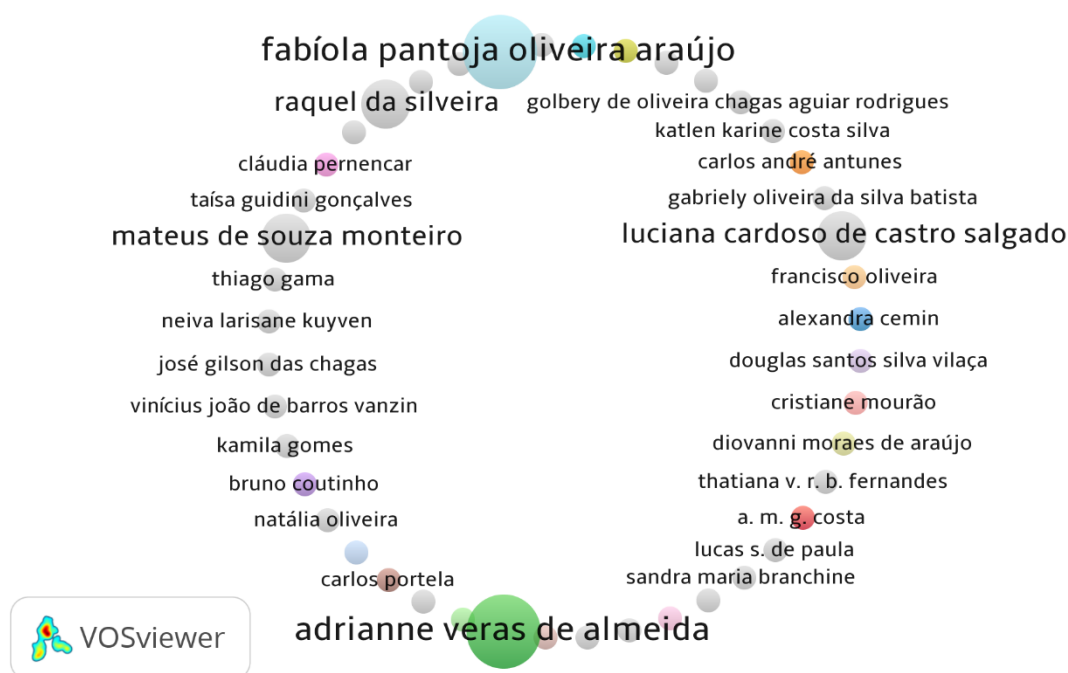 fabíola pantoja oliveira araújo
raquel da silveira
golbery de oliveira chagas aguiar rodrigues
katlen karine costa silva
cláudia pernencar
carlos andré antunes
taísa guidini gonçalves
gabriely oliveira da silva batista
mateus de souza monteiro
luciana cardoso de castro salgado
thiago gama
francisco oliveira
neiva larisane kuyven
alexandra cemin
josé gilson das chagas
douglas santos silva vilaça
vinícius joão de barros vanzin
cristiane mourão
kamila gomes
diovanni moraes de araújo
bruno coutinho
thatiana v. r. b. fernandes
natália oliveira
a. m. g. costa
lucas s. de paula
carlos portela
sandra maria branchine
adrianne veras de almeida
VOSviewer